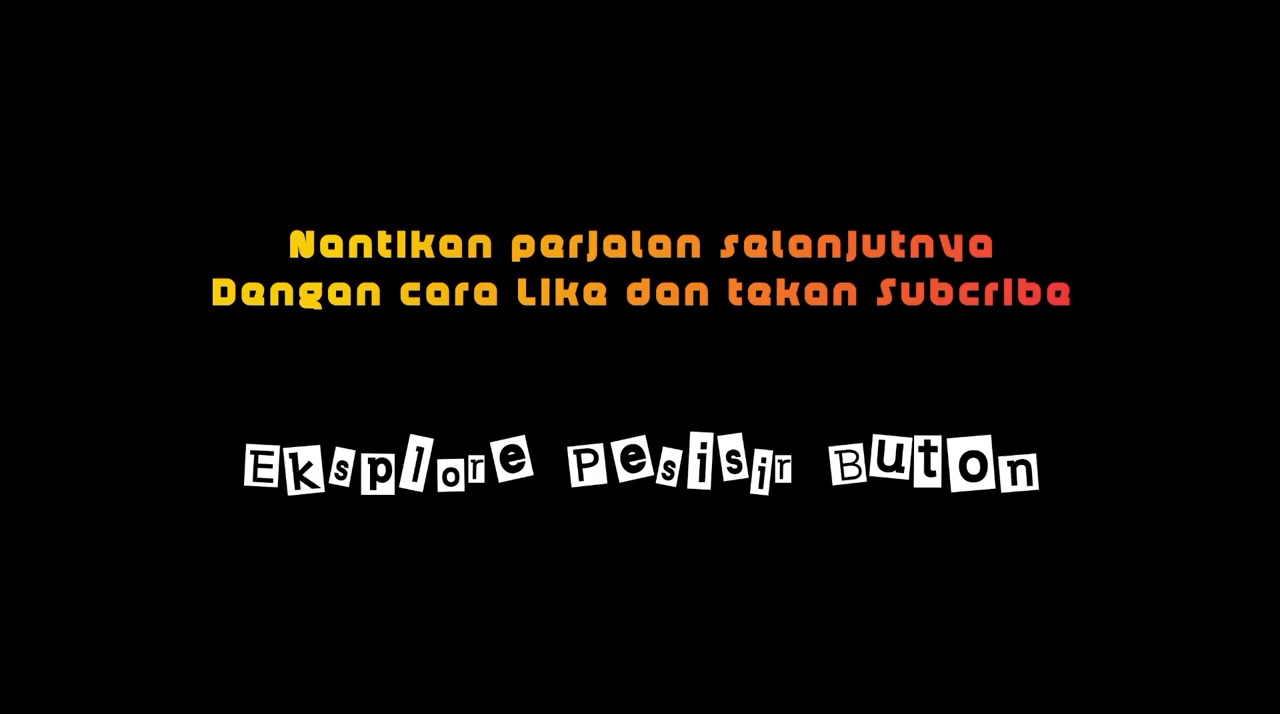 Nantikan perjalan selanjutnya
Dengan cara Like dan tekan Subcribe
Eksplore Pesisir Buton